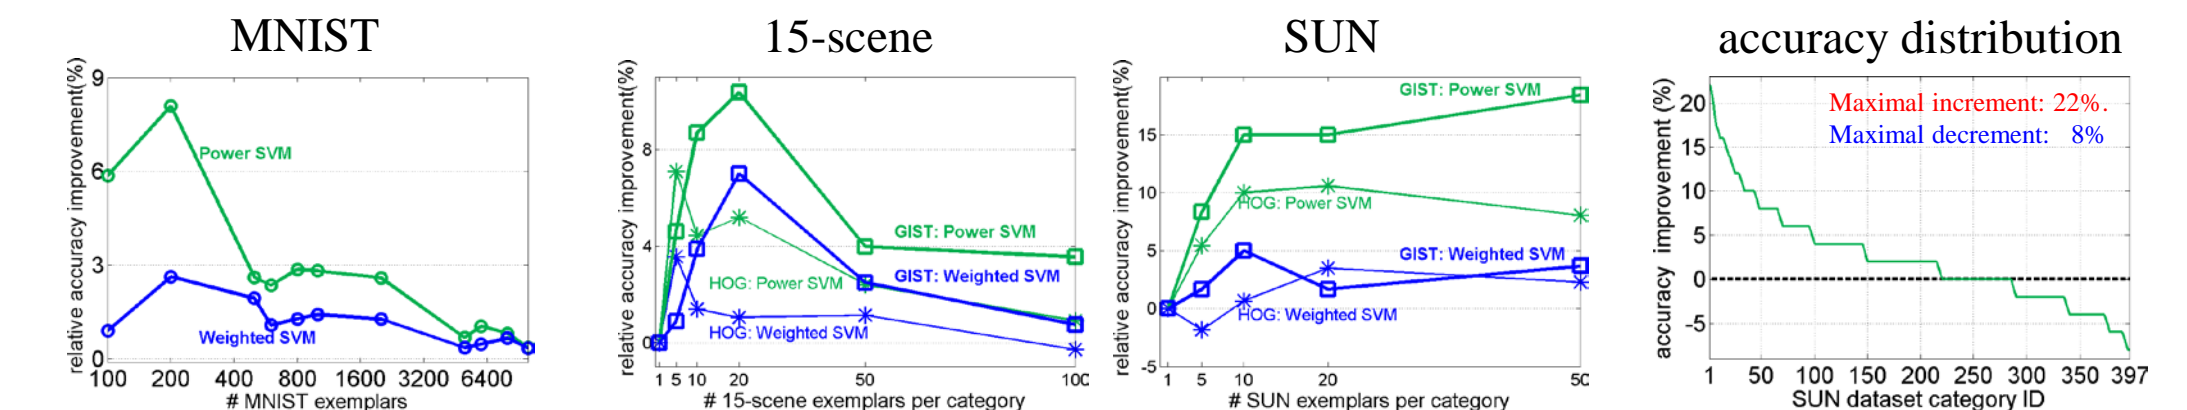 MNIST
relative accuracy improvement(%)
9
6
3
0
Power SVM
Weighted SVM
100 200 400 800 1600 3200 6400
# MNIST exemplars
15-scene
relative accuracy improvement(%)
8
4
0
GIST: Power SVM
GIST: Weighted SVM
HOG: Power SVM
HOG: Weighted SVM
1 5 10 20 50 100
# 15-scene exemplars per category
SUN
relative accuracy improvement(%)
15
10
5
0
-5
GIST: Power SVM
HOG: Power SVM
GIST: Weighted SVM
HOG: Weighted SVM
1 5 10 20 50
# SUN exemplars per category
accuracy distribution
accuracy improvement (%)
20
15
10
5
0
-5
Maximal increment: 22%.
Maximal decrement: 8%
1 50 100 150 200 250 300 350 397
SUN dataset category ID